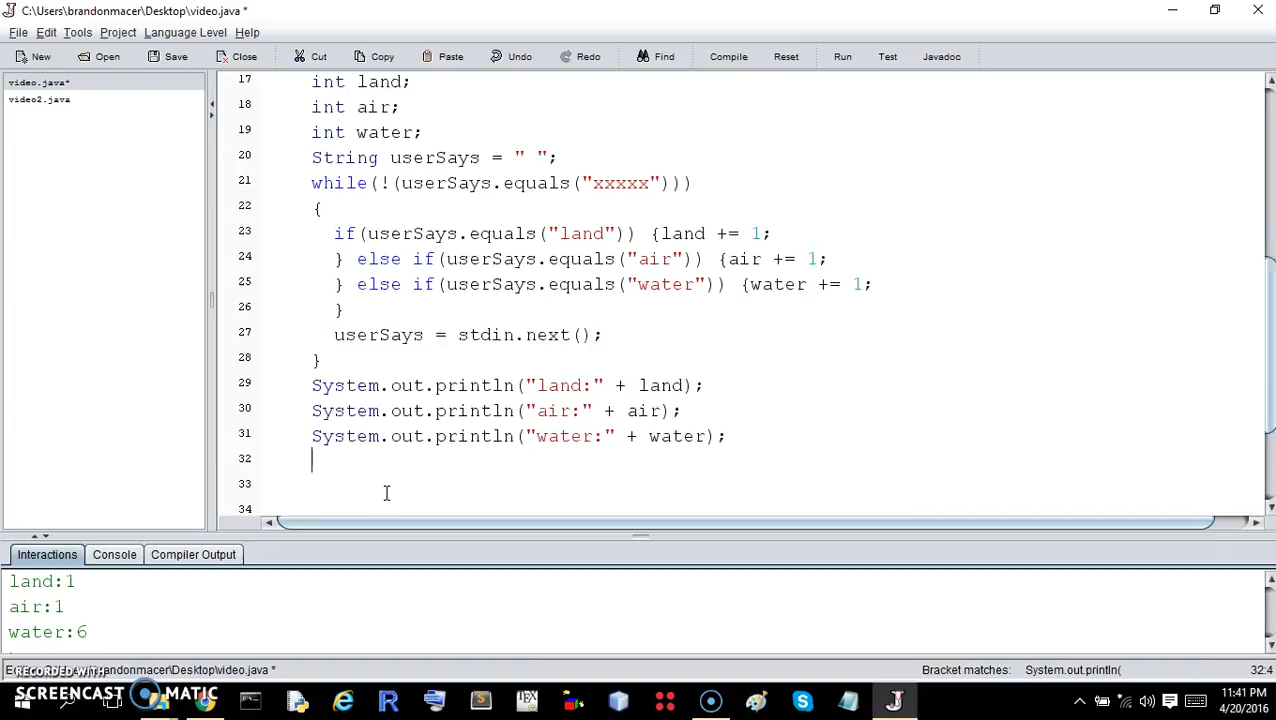 C:\Users\brandonmacer\Desktop\video.java *
File Edit Tools Project Language Level Help
New Open Save Close Cut Copy Paste Undo Redo Find Compile Reset Run Test Javadoc
video.java*
video2.java
17 int land;
18 int air;
19 int water;
20 String userSays = " ";
21 while(!(userSays.equals("xxxxx")))
22 {
23 if(userSays.equals("land")) {land += 1;
24 } else if(userSays.equals("air")) {air += 1;
25 } else if(userSays.equals("water")) {water += 1;
26 }
27 userSays = stdin.next();
28 }
29 System.out.println("land:" + land);
30 System.out.println("air:" + air);
31 System.out.println("water:" + water);
32
33
34
Interactions Console Compiler Output
land:1
air:1
water:6
RECORDED WITH
andonmacer\Desktop\video.java * Bracket matches: System.out.println( 32:4
SCREENCAST MATIC
11:41 PM
4/20/2016